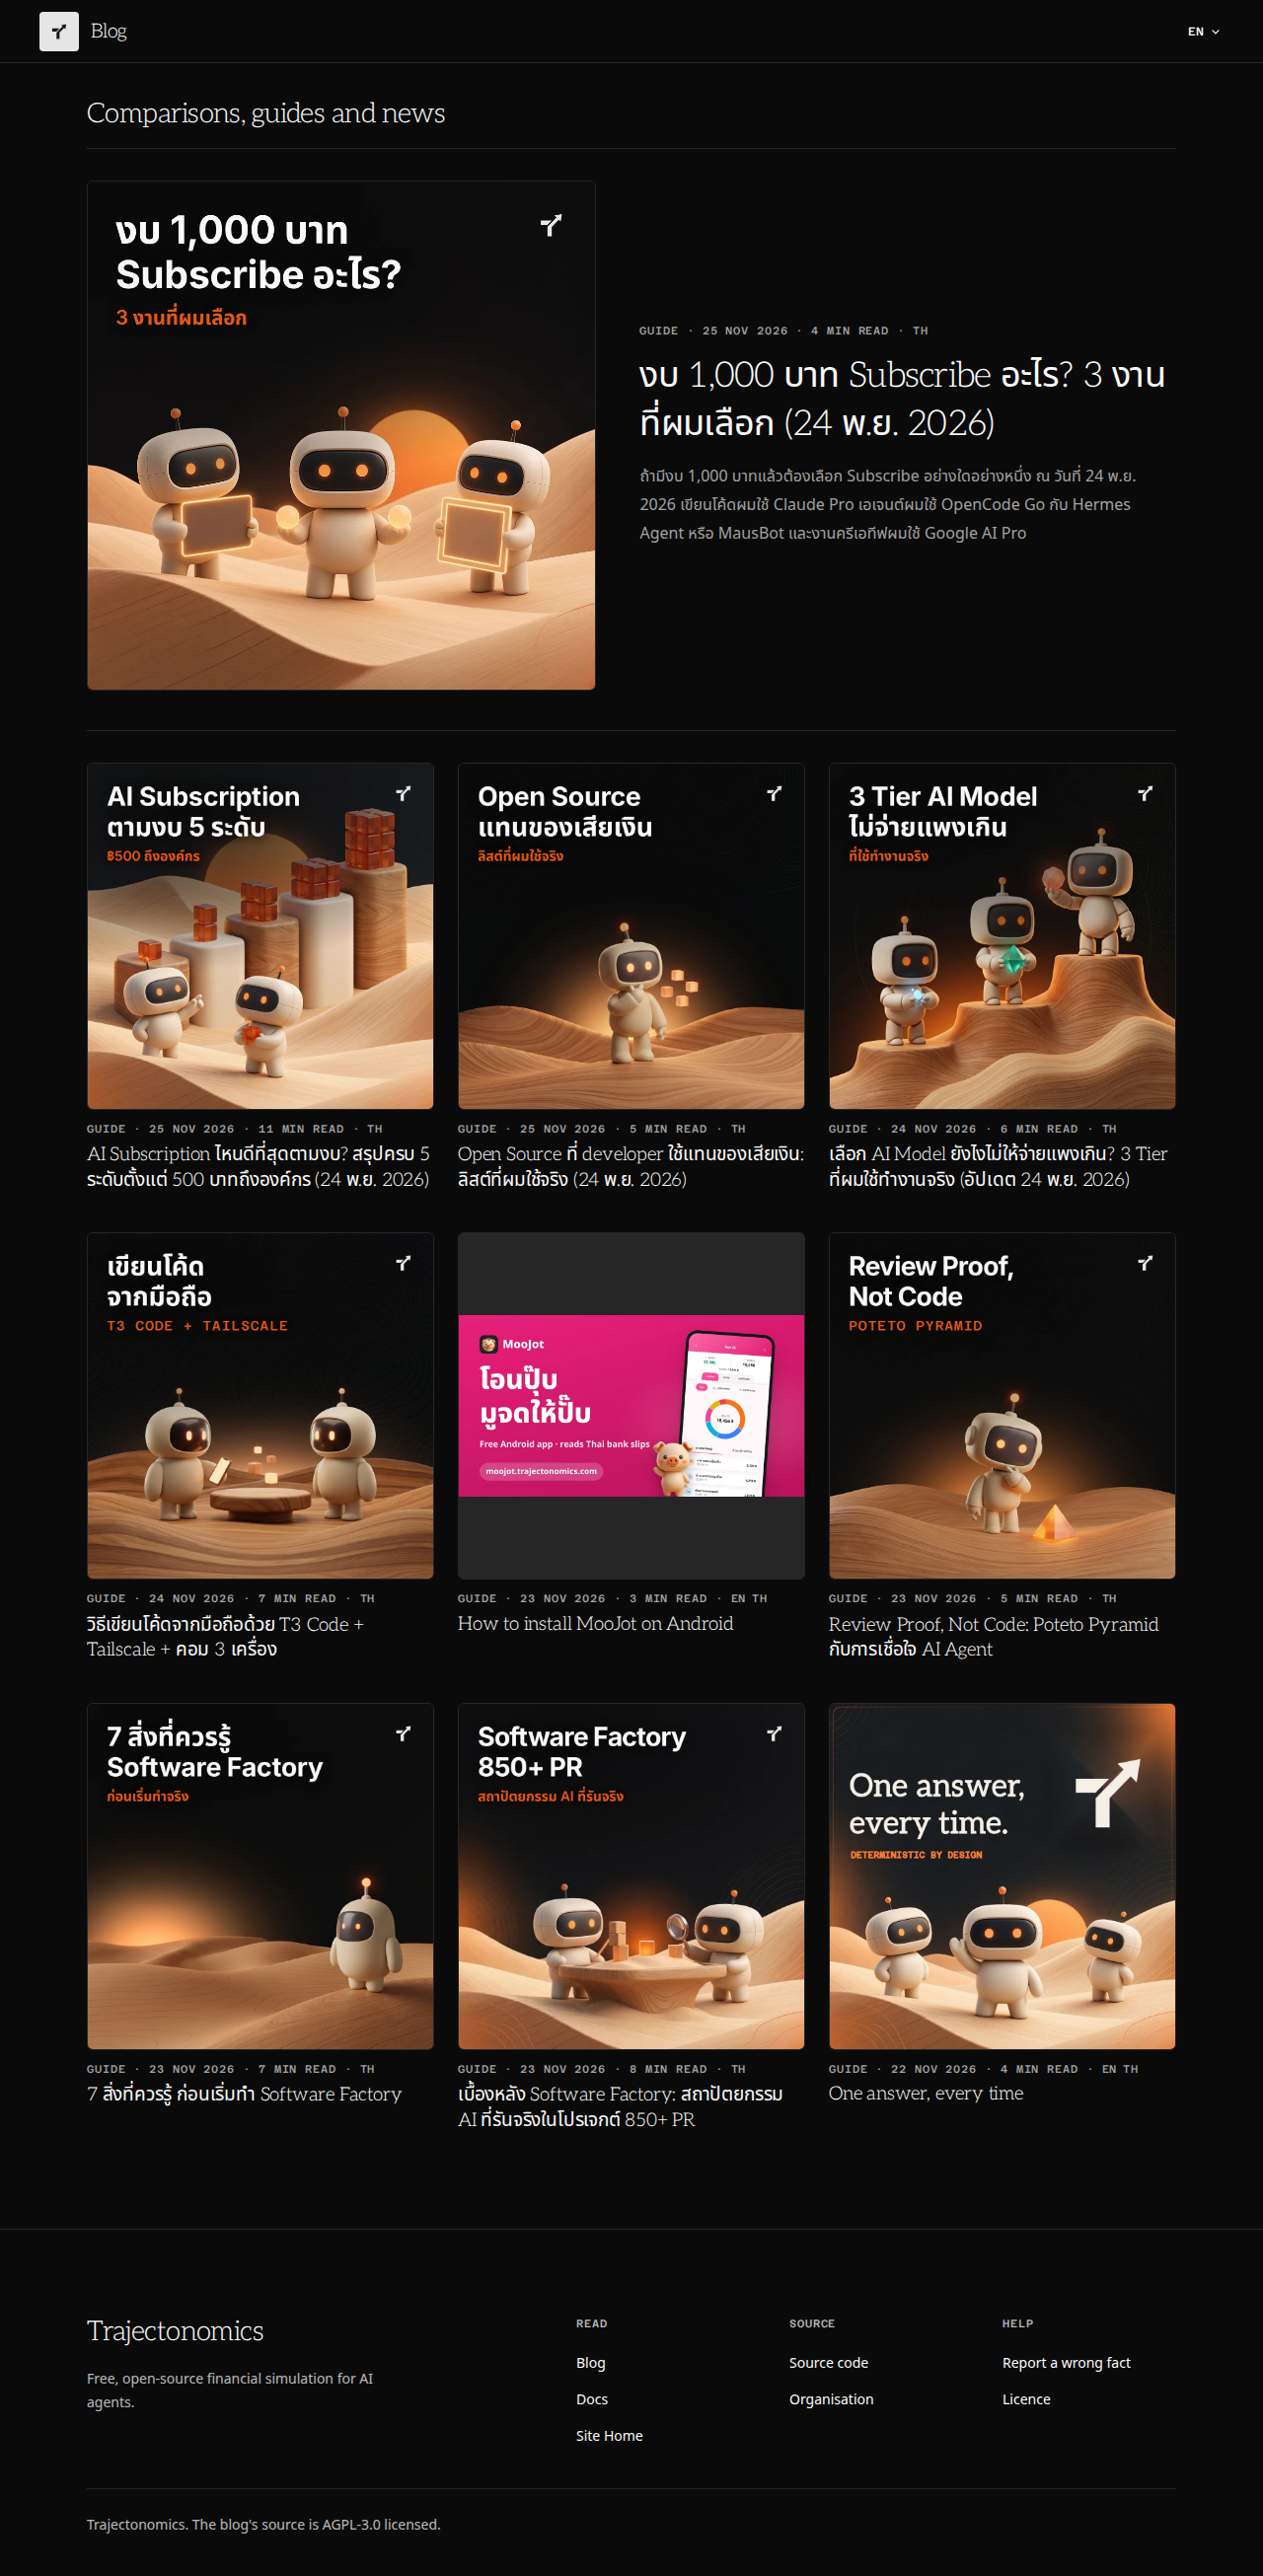 Blog
EN
Comparisons, guides and news
งบ 1,000 บาท
Subscribe อะไร?
3 งานที่ผมเลือก
GUIDE · 25 NOV 2026 · 4 MIN READ · TH
งบ 1,000 บาท Subscribe อะไร? 3 งาน
ที่ผมเลือก (24 พ.ย. 2026)
ถ้ามีงบ 1,000 บาทแล้วต้องเลือก Subscribe อย่างใดอย่างหนึ่ง ณ วันที่ 24 พ.ย.
2026 เขียนโค้ดผมใช้ Claude Pro เอเจนต์ผมใช้ OpenCode Go กับ Hermes
Agent หรือ MausBot และงานครีเอทีฟผมใช้ Google AI Pro
AI Subscription
ตามงบ 5 ระดับ
฿500 ถึงองค์กร
GUIDE · 25 NOV 2026 · 11 MIN READ · TH
AI Subscription ไหนดีที่สุดตามงบ? สรุปครบ 5
ระดับตั้งแต่ 500 บาทถึงองค์กร (24 พ.ย. 2026)
Open Source
แทนของเสียเงิน
ลิสต์ที่ผมใช้จริง
GUIDE · 25 NOV 2026 · 5 MIN READ · TH
Open Source ที่ developer ใช้แทนของเสียเงิน:
ลิสต์ที่ผมใช้จริง (24 พ.ย. 2026)
3 Tier AI Model
ไม่จ่ายแพงเกิน
ที่ใช้ทำงานจริง
GUIDE · 24 NOV 2026 · 6 MIN READ · TH
เลือก AI Model ยังไงไม่ให้จ่ายแพงเกิน? 3 Tier
ที่ผมใช้ทำงานจริง (อัปเดต 24 พ.ย. 2026)
เขียนโค้ด
จากมือถือ
T3 CODE + TAILSCALE
GUIDE · 24 NOV 2026 · 7 MIN READ · TH
วิธีเขียนโค้ดจากมือถือด้วย T3 Code +
Tailscale + คอม 3 เครื่อง
MooJot
โอนปุ๊บ
มูจดให้ปั๊บ
Free Android app · reads Thai bank slips
moojot.trajectonomics.com
GUIDE · 23 NOV 2026 · 3 MIN READ · EN TH
How to install MooJot on Android
Review Proof,
Not Code
POTETO PYRAMID
GUIDE · 23 NOV 2026 · 5 MIN READ · TH
Review Proof, Not Code: Poteto Pyramid
กับการเชื่อใจ AI Agent
7 สิ่งที่ควรรู้
Software Factory
ก่อนเริ่มทำจริง
GUIDE · 23 NOV 2026 · 7 MIN READ · TH
7 สิ่งที่ควรรู้ ก่อนเริ่มทำ Software Factory
Software Factory
850+ PR
สถาปัตยกรรม AI ที่รันจริง
GUIDE · 23 NOV 2026 · 8 MIN READ · TH
เบื้องหลัง Software Factory: สถาปัตยกรรม
AI ที่รันจริงในโปรเจกต์ 850+ PR
One answer,
every time.
DETERMINISTIC BY DESIGN
GUIDE · 22 NOV 2026 · 4 MIN READ · EN TH
One answer, every time
Trajectonomics
Free, open-source financial simulation for AI
agents.
READ
Blog
Docs
Site Home
SOURCE
Source code
Organisation
HELP
Report a wrong fact
Licence
Trajectonomics. The blog's source is AGPL-3.0 licensed.